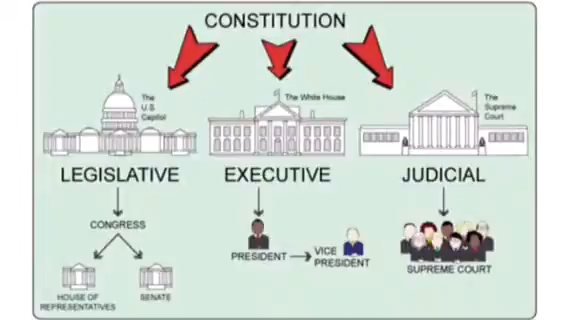 CONSTITUTION
The
U.S.
Capitol
The White House
The
Supreme
Court
LEGISLATIVE
EXECUTIVE
JUDICIAL
CONGRESS
HOUSE OF
REPRESENTATIVES
SENATE
PRESIDENT
VICE
PRESIDENT
SUPREME COURT